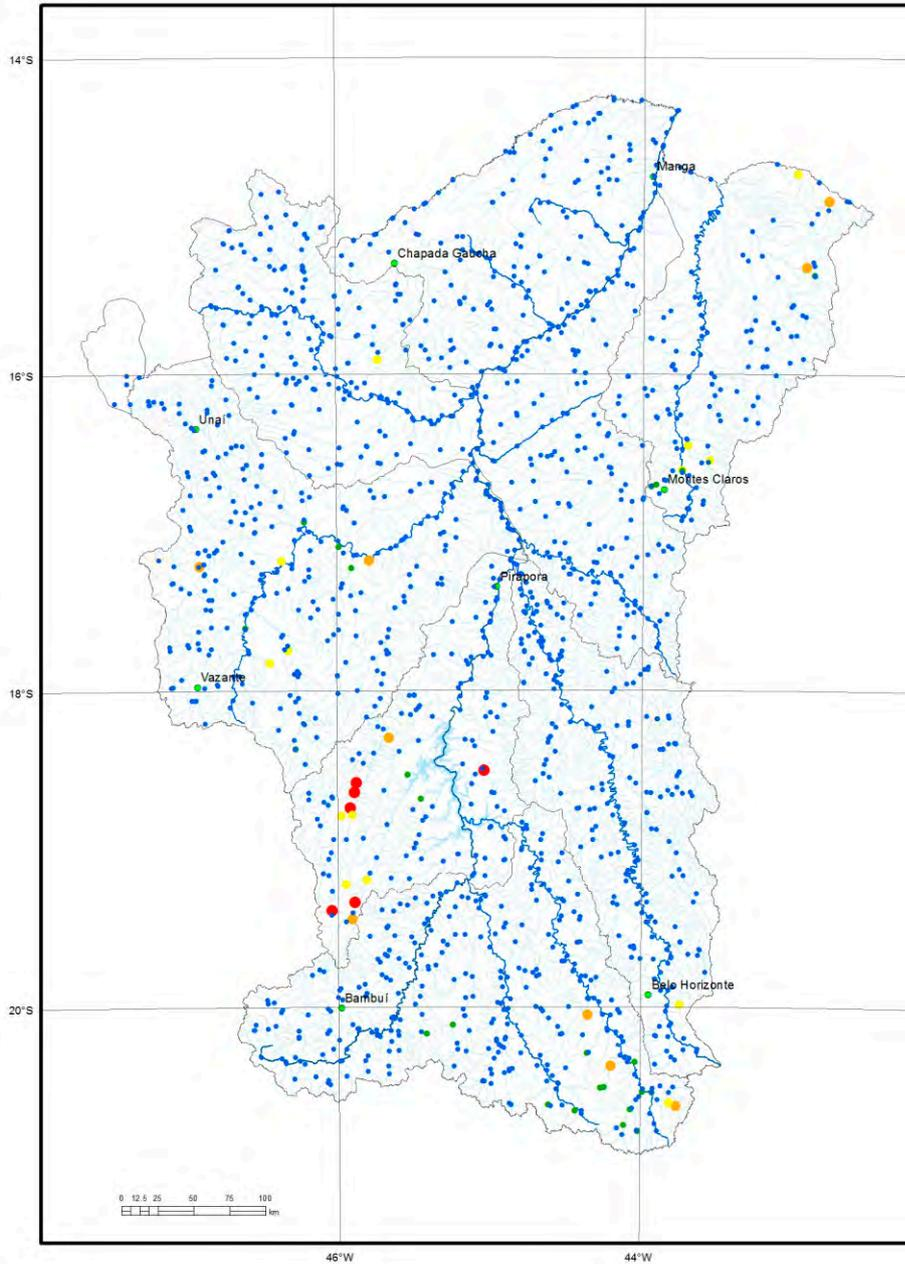 14°S
Manga
Chapada Gaúcha
16°S
Unaí
Montes Claros
Pirapora
Vazante
18°S
Belo Horizonte
Bambuí
20°S
0 12.5 25 50 75 100
km
46°W 44°W